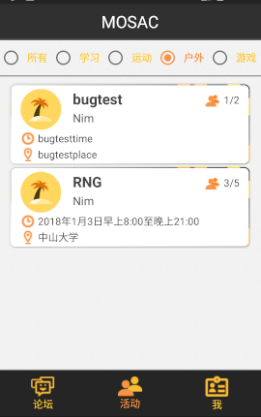 MOSAC
所有 学习 运动 户外 游戏
bugtest 1/2
Nim
bugtesttime
bugtestplace
RNG 3/5
Nim
2018年1月3日早上8:00至晚上21:00
中山大学
论坛 活动 我